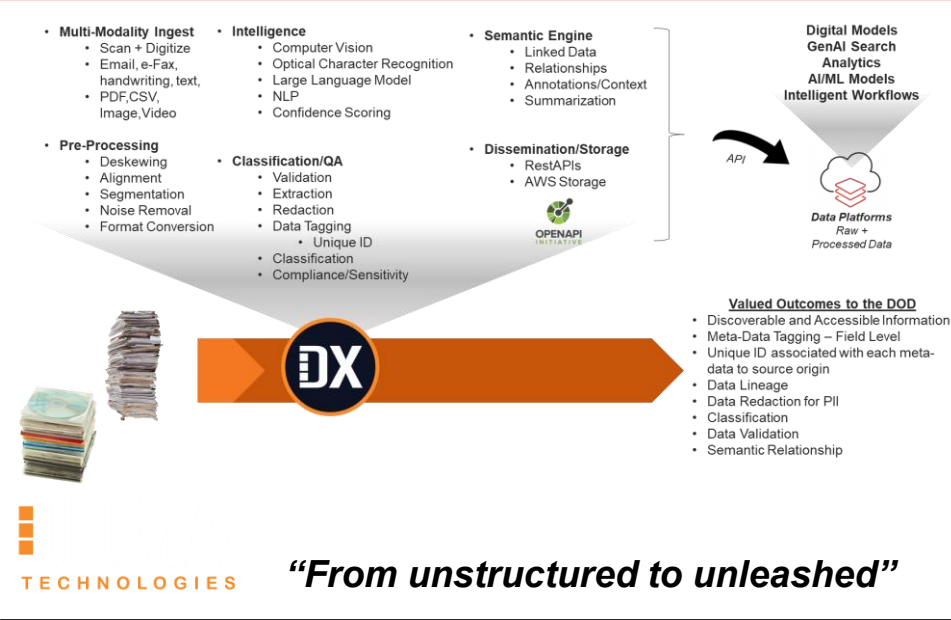 • Multi-Modality Ingest
• Scan + Digitize
• Email, e-Fax,
handwriting, text,
• PDF,CSV,
Image,Video
• Pre-Processing
• Deskewing
• Alignment
• Segmentation
• Noise Removal
• Format Conversion
• Intelligence
• Computer Vision
• Optical Character Recognition
• Large Language Model
• NLP
• Confidence Scoring
• Classification/QA
• Validation
• Extraction
• Redaction
• Data Tagging
• Unique ID
• Classification
• Compliance/Sensitivity
• Semantic Engine
• Linked Data
• Relationships
• Annotations/Context
• Summarization
• Dissemination/Storage
• RestAPIs
• AWS Storage
OPENAPI
INITIATIVE
API
Digital Models
GenAI Search
Analytics
AI/ML Models
Intelligent Workflows
Data Platforms
Raw +
Processed Data
DX
Valued Outcomes to the DOD
• Discoverable and Accessible Information
• Meta-Data Tagging – Field Level
• Unique ID associated with each meta-
data to source origin
• Data Lineage
• Data Redaction for PII
• Classification
• Data Validation
• Semantic Relationship
TECHNOLOGIES
“From unstructured to unleashed”